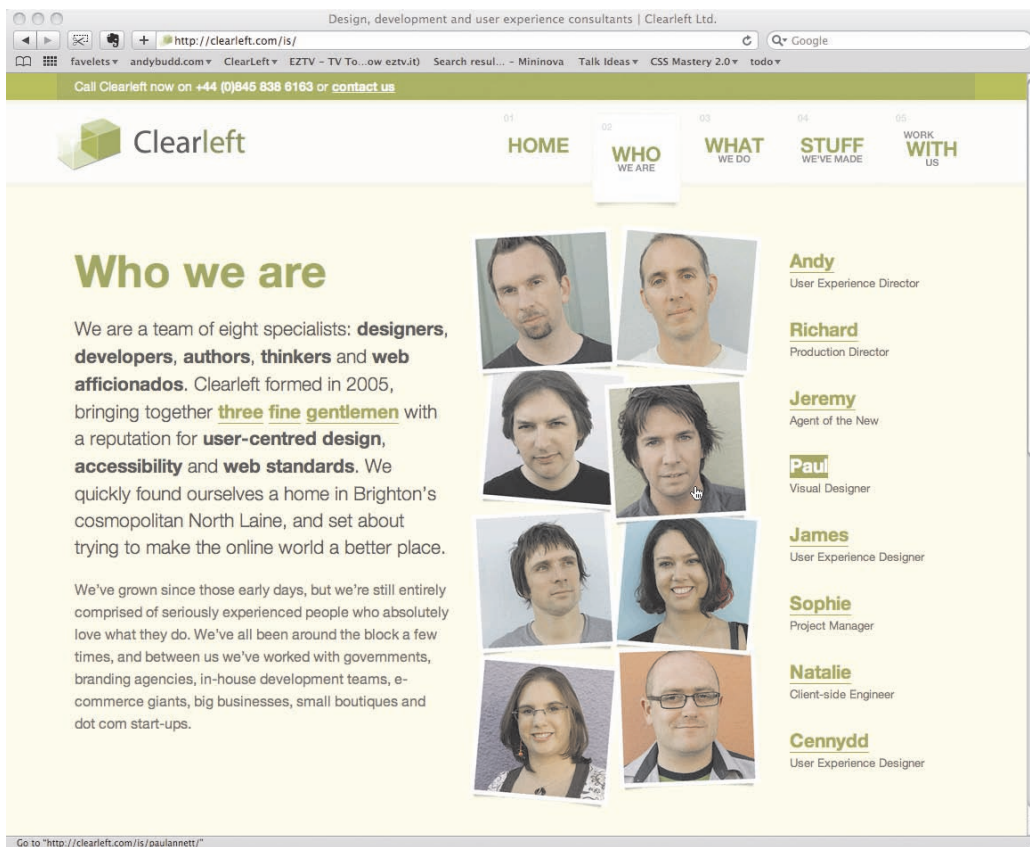 Design, development and user experience consultants | Clearleft Ltd.
http://clearleft.com/is/
Google
favelets andybudd.com ClearLeft EZTV – TV To...ow eztv.it) Search resul... – Mininova Talk Ideas CSS Mastery 2.0 todo
Call Clearleft now on +44 (0)845 838 6163 or contact us
Clearleft
01
HOME
02
WHO
WE ARE
03
WHAT
WE DO
04
STUFF
WE'VE MADE
05
WORK
WITH
US
Who we are
We are a team of eight specialists: designers,
developers, authors, thinkers and web
afficionados. Clearleft formed in 2005,
bringing together three fine gentlemen with
a reputation for user-centred design,
accessibility and web standards. We
quickly found ourselves a home in Brighton's
cosmopolitan North Laine, and set about
trying to make the online world a better place.
We've grown since those early days, but we're still entirely
comprised of seriously experienced people who absolutely
love what they do. We've all been around the block a few
times, and between us we've worked with governments,
branding agencies, in-house development teams, e-
commerce giants, big businesses, small boutiques and
dot com start-ups.
Andy
User Experience Director
Richard
Production Director
Jeremy
Agent of the New
Paul
Visual Designer
James
User Experience Designer
Sophie
Project Manager
Natalie
Client-side Engineer
Cennydd
User Experience Designer
Go to "http://clearleft.com/is/paulannett/"